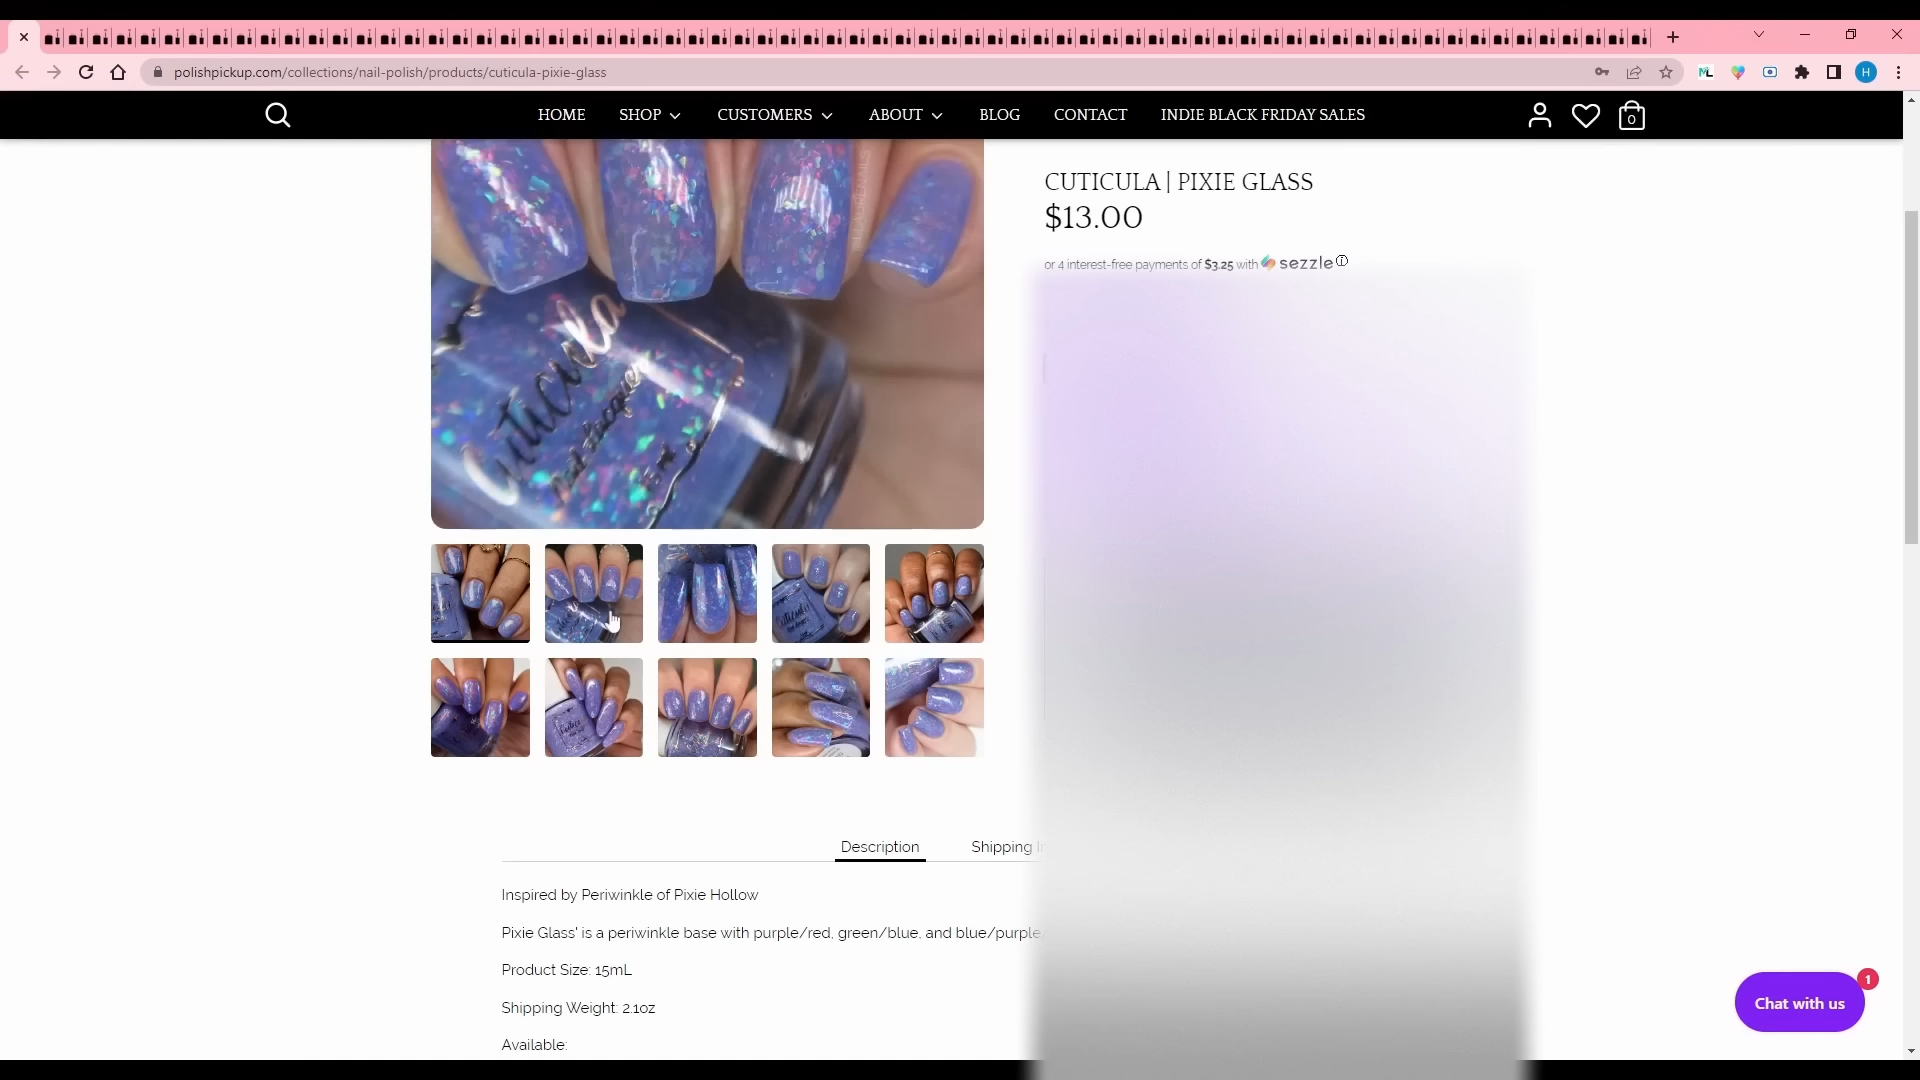 polishpickup.com/collections/nail-polish/products/cuticula-pixie-glass
H
HOME
SHOP
CUSTOMERS
ABOUT
BLOG
CONTACT
INDIE BLACK FRIDAY SALES
0
CUTICULA | PIXIE GLASS
$13.00
or 4 interest-free payments of $3.25 with sezzle
Cuticula
Description
Shipping
Inspired by Periwinkle of Pixie Hollow
Pixie Glass' is a periwinkle base with purple/red, green/blue, and blue/purple
Product Size: 15mL
Shipping Weight: 2.1oz
Available:
Chat with us
1